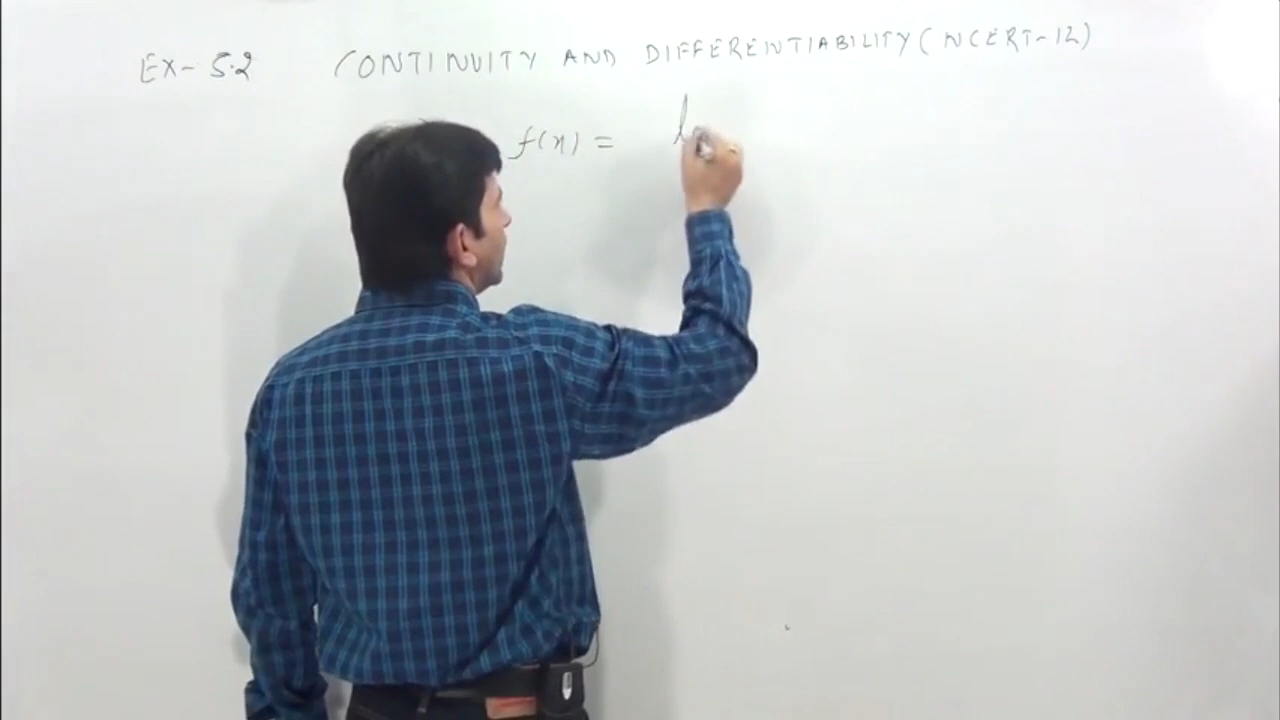 EX- 5.2 CONTINUITY AND DIFFERENTIABILITY (NCERT-12)
f(x) = l